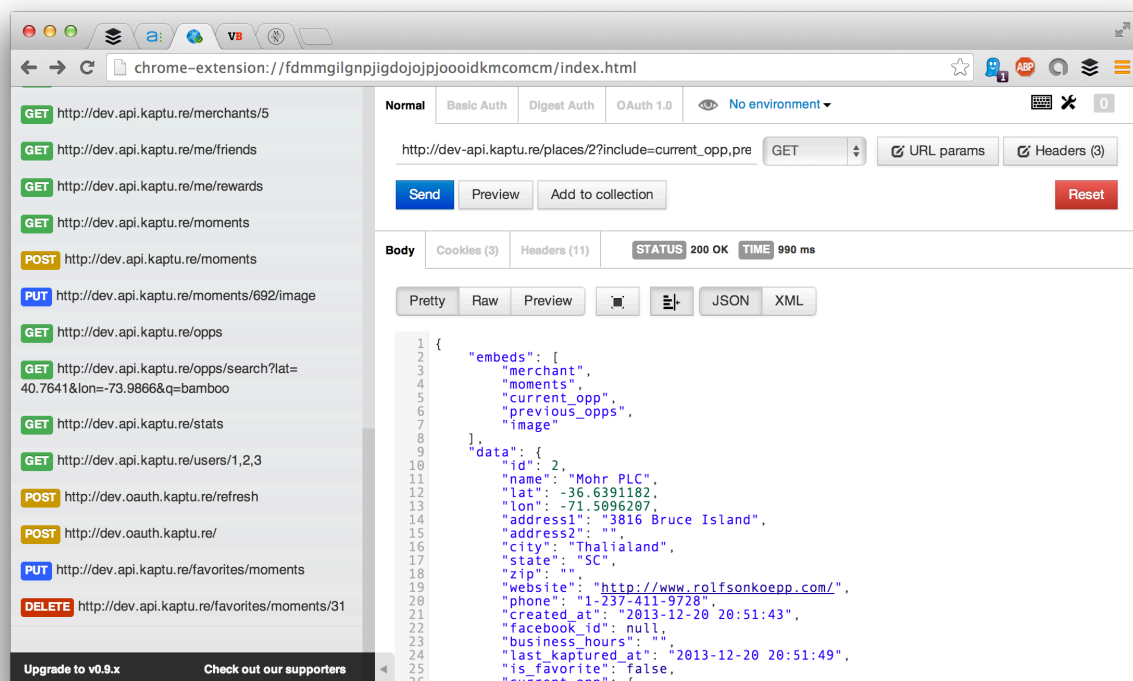 a:
VB
chrome-extension://fdmmgilgnpjigdojojpjoooidkmcomcm/index.html
1
ABP
GET http://dev.api.kaptu.re/merchants/5
GET http://dev.api.kaptu.re/me/friends
GET http://dev.api.kaptu.re/me/rewards
GET http://dev.api.kaptu.re/moments
POST http://dev.api.kaptu.re/moments
PUT http://dev.api.kaptu.re/moments/692/image
GET http://dev.api.kaptu.re/opps
GET http://dev.api.kaptu.re/opps/search?lat=
40.7641&lon=-73.9866&q=bamboo
GET http://dev.api.kaptu.re/stats
GET http://dev.api.kaptu.re/users/1,2,3
POST http://dev.oauth.kaptu.re/refresh
POST http://dev.oauth.kaptu.re/
PUT http://dev.api.kaptu.re/favorites/moments
DELETE http://dev.api.kaptu.re/favorites/moments/31
Upgrade to v0.9.x Check out our supporters
Normal Basic Auth Digest Auth OAuth 1.0 No environment 0
http://dev-api.kaptu.re/places/2?include=current_opp,pre GET URL params Headers (3)
Send Preview Add to collection Reset
Body Cookies (3) Headers (11) STATUS 200 OK TIME 990 ms
Pretty Raw Preview JSON XML
1 {
2 "embeds": [
3 "merchant",
4 "moments",
5 "current_opp",
6 "previous_opps",
7 "image"
8 ],
9 "data": {
10 "id": 2,
11 "name": "Mohr PLC",
12 "lat": -36.6391182,
13 "lon": -71.5096207,
14 "address1": "3816 Bruce Island",
15 "address2": "",
16 "city": "Thalialand",
17 "state": "SC",
18 "zip": "",
19 "website": "http://www.rolfsonkoepp.com/",
20 "phone": "1-237-411-9728",
21 "created_at": "2013-12-20 20:51:43",
22 "facebook_id": null,
23 "business_hours": "",
24 "last_kaptured_at": "2013-12-20 20:51:49",
25 "is_favorite": false,
26 "current_opp": {